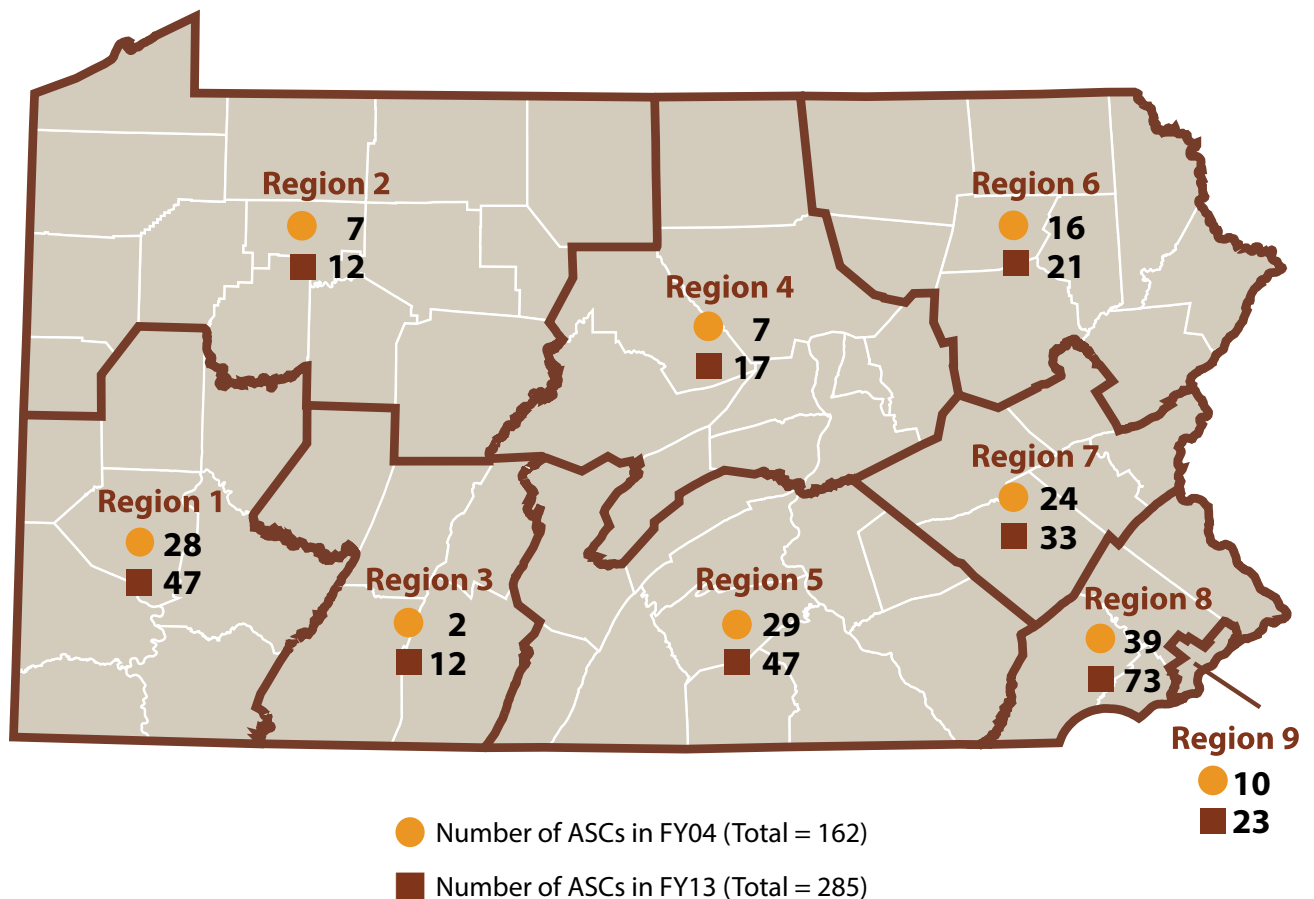 Region 2
7
12
Region 6
16
21
Region 4
7
17
Region 7
24
33
Region 1
28
47
Region 3
2
12
Region 5
29
47
Region 8
39
73
Region 9
10
23
Number of ASCs in FY04 (Total = 162)
Number of ASCs in FY13 (Total = 285)